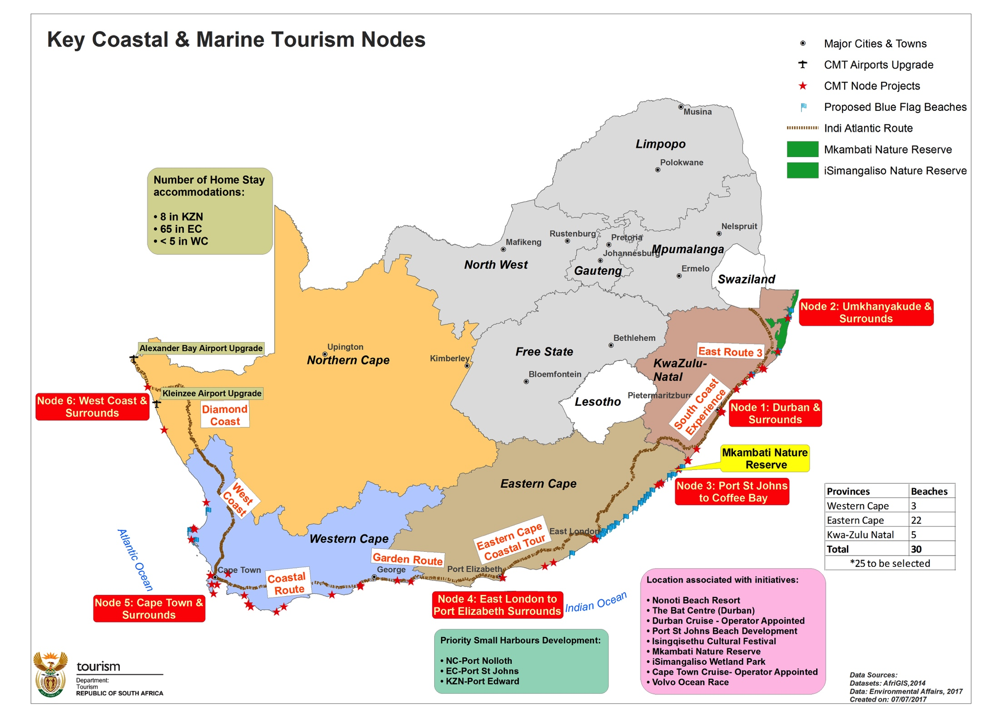 Key Coastal & Marine Tourism Nodes
Major Cities & Towns
CMT Airports Upgrade
CMT Node Projects
Proposed Blue Flag Beaches
Indi Atlantic Route
Mkambati Nature Reserve
iSimangaliso Nature Reserve
Number of Home Stay
accommodations:
• 8 in KZN
• 65 in EC
• < 5 in WC
Musina
Limpopo
Polokwane
Nelspruit
Rustenburg
Pretoria
Mafikeng
Mpumalanga
Johannesburg
North West
Gauteng
Ermelo
Swaziland
Node 2: Umkhanyakude &
Surrounds
Alexander Bay Airport Upgrade
Upington
Northern Cape
Kimberley
Bethlehem
Free State
East Route 3
KwaZulu-
Natal
Bloemfontein
Kleinzee Airport Upgrade
Node 6: West Coast &
Surrounds
Diamond
Coast
Lesotho
Pietermaritzburg
South Coast
Experience
Node 1: Durban &
Surrounds
Mkambati Nature
Reserve
Eastern Cape
Node 3: Port St Johns
to Coffee Bay
West
Coast
Provinces Beaches
Western Cape 3
Eastern Cape 22
Kwa-Zulu Natal 5
Total 30
*25 to be selected
Atlantic Ocean
Western Cape
East London
Eastern Cape
Coastal Tour
Garden Route
Cape Town
George
Port Elizabeth
Coastal
Route
Node 5: Cape Town &
Surrounds
Node 4: East London to
Port Elizabeth Surrounds
Indian Ocean
Location associated with initiatives:
• Nonoti Beach Resort
• The Bat Centre (Durban)
• Durban Cruise - Operator Appointed
• Port St Johns Beach Development
• Isingqisethu Cultural Festival
• Mkambati Nature Reserve
• iSimangaliso Wetland Park
• Cape Town Cruise- Operator Appointed
• Volvo Ocean Race
Priority Small Harbours Development:
• NC-Port Nolloth
• EC-Port St Johns
• KZN-Port Edward
tourism
Department:
Tourism
REPUBLIC OF SOUTH AFRICA
Data Sources:
Datasets: AfriGIS,2014
Data: Environmental Affairs, 2017
Created on: 07/07/2017